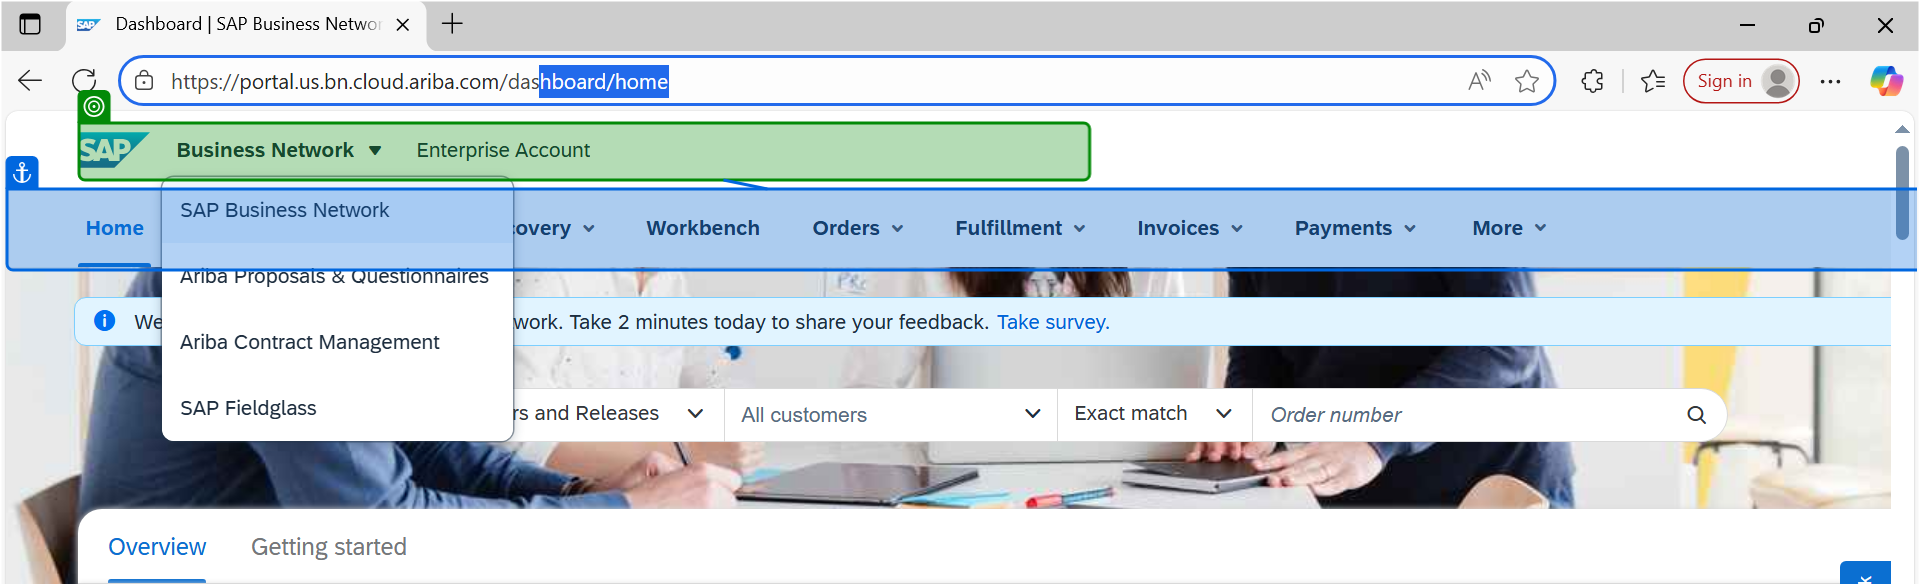 Dashboard | SAP Business Networ
https://portal.us.bn.cloud.ariba.com/dashboard/home
Sign in
SAP Business Network Enterprise Account
Home covery Workbench Orders Fulfillment Invoices Payments More
SAP Business Network
Ariba Proposals & Questionnaires
Ariba Contract Management
SAP Fieldglass
We work. Take 2 minutes today to share your feedback. Take survey.
rs and Releases All customers Exact match Order number
Overview Getting started